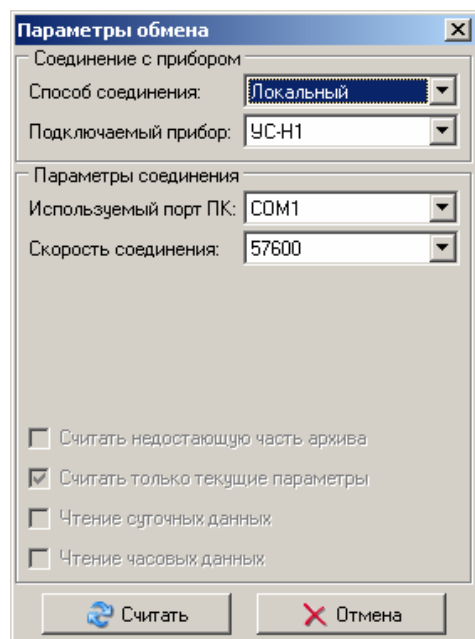 Параметры обмена
Соединение с прибором
Способ соединения: Локальный
Подключаемый прибор: УС-Н1
Параметры соединения
Используемый порт ПК: COM1
Скорость соединения: 57600
Считать недостающую часть архива
Считать только текущие параметры
Чтение суточных данных
Чтение часовых данных
Считать Отмена